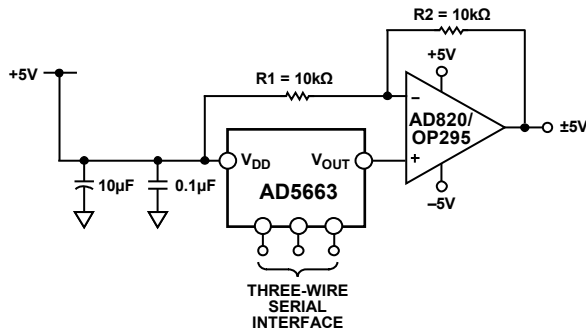 R2 = 10kΩ
+5V
R1 = 10kΩ
+5V
–
AD820/
OP295
±5V
10µF
0.1µF
VDD
VOUT
+
AD5663
–5V
THREE-WIRE
SERIAL
INTERFACE